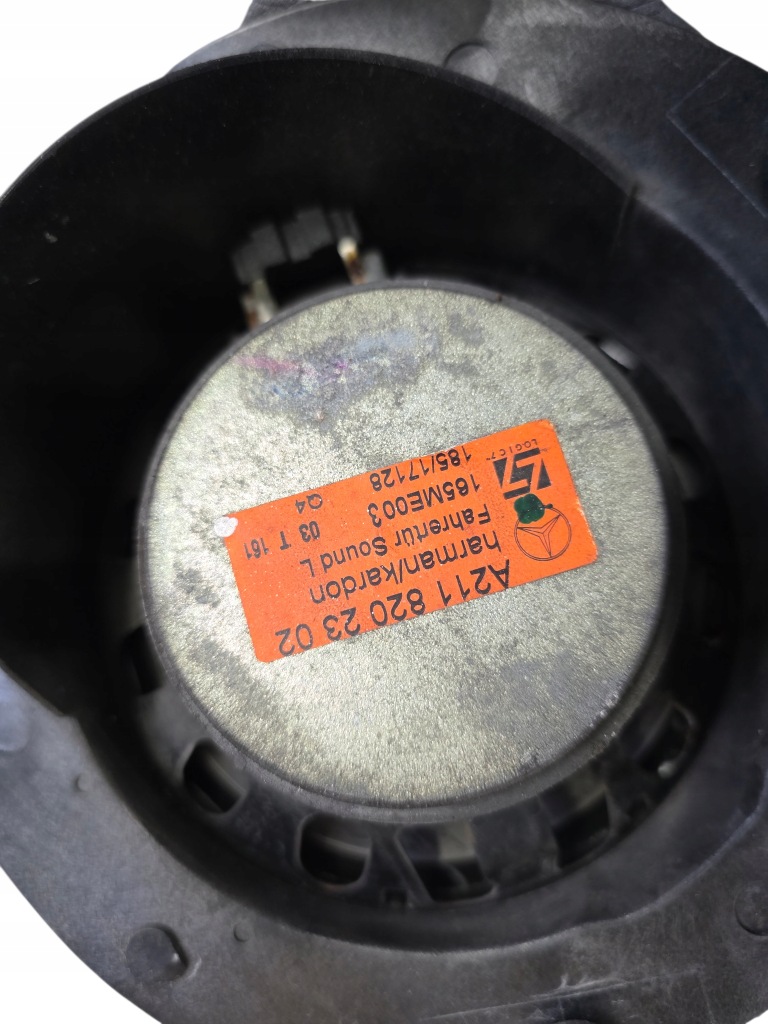 A211 820 23 02
harman/kardon
Fahrertür Sound L
165ME003 03 T 161
185/17128 Q4
LOGIC7